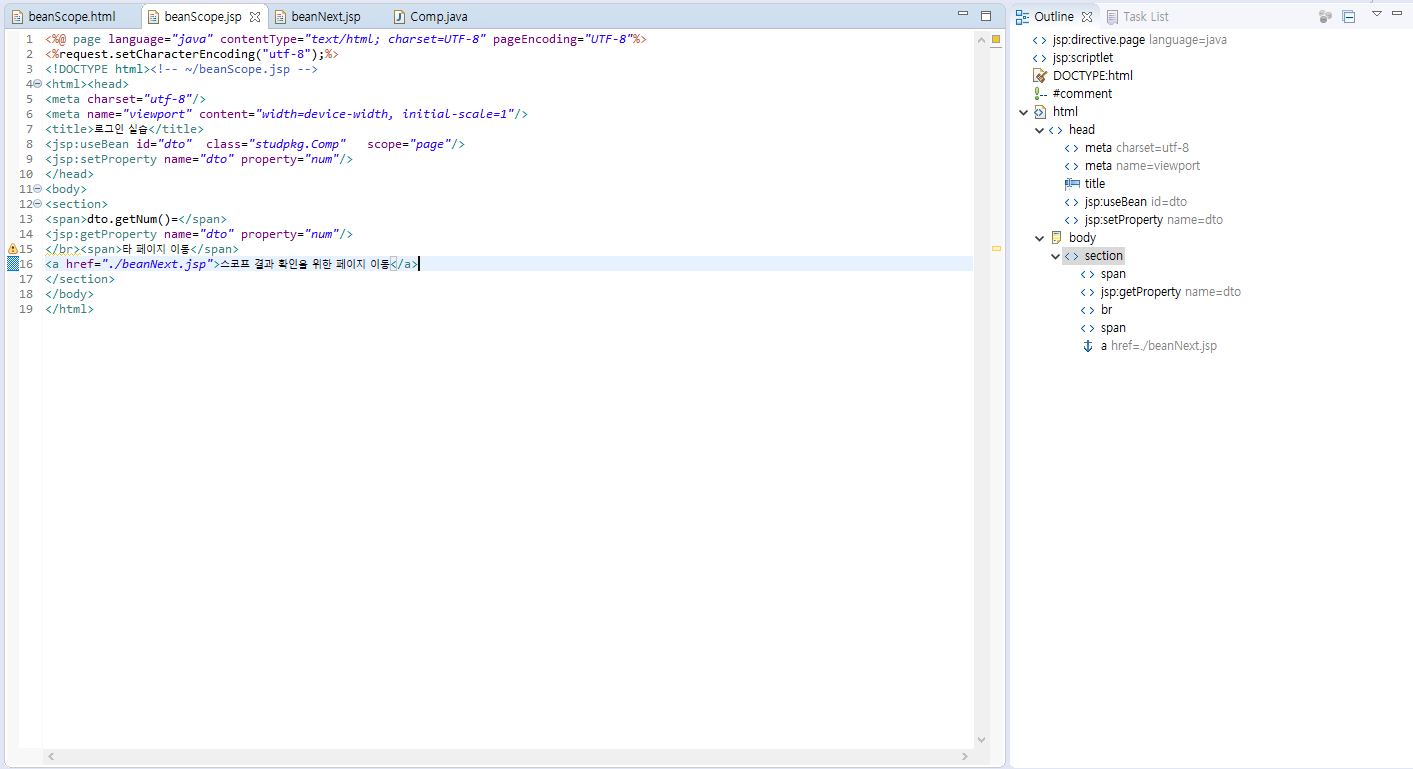 beanScope.html beanScope.jsp beanNext.jsp Comp.java
1 <%@ page language="java" contentType="text/html; charset=UTF-8" pageEncoding="UTF-8"%>
2 <%request.setCharacterEncoding("utf-8");%>
3 <!DOCTYPE html><!-- ~/beanScope.jsp -->
4 <html><head>
5 <meta charset="utf-8"/>
6 <meta name="viewport" content="width=device-width, initial-scale=1"/>
7 <title>로그인 실습</title>
8 <jsp:useBean id="dto"  class="studpkg.Comp"   scope="page"/>
9 <jsp:setProperty name="dto" property="num"/>
10 </head>
11 <body>
12 <section>
13 <span>dto.getNum()=</span>
14 <jsp:getProperty name="dto" property="num"/>
15 </br><span>타 페이지 이동</span>
16 <a href="./beanNext.jsp">스코프 결과 확인을 위한 페이지 이동</a>
17 </section>
18 </body>
19 </html>
Outline Task List
jsp:directive.page language=java
jsp:scriptlet
DOCTYPE:html
#comment
html
head
meta charset=utf-8
meta name=viewport
title
jsp:useBean id=dto
jsp:setProperty name=dto
body
section
span
jsp:getProperty name=dto
br
span
a href=./beanNext.jsp